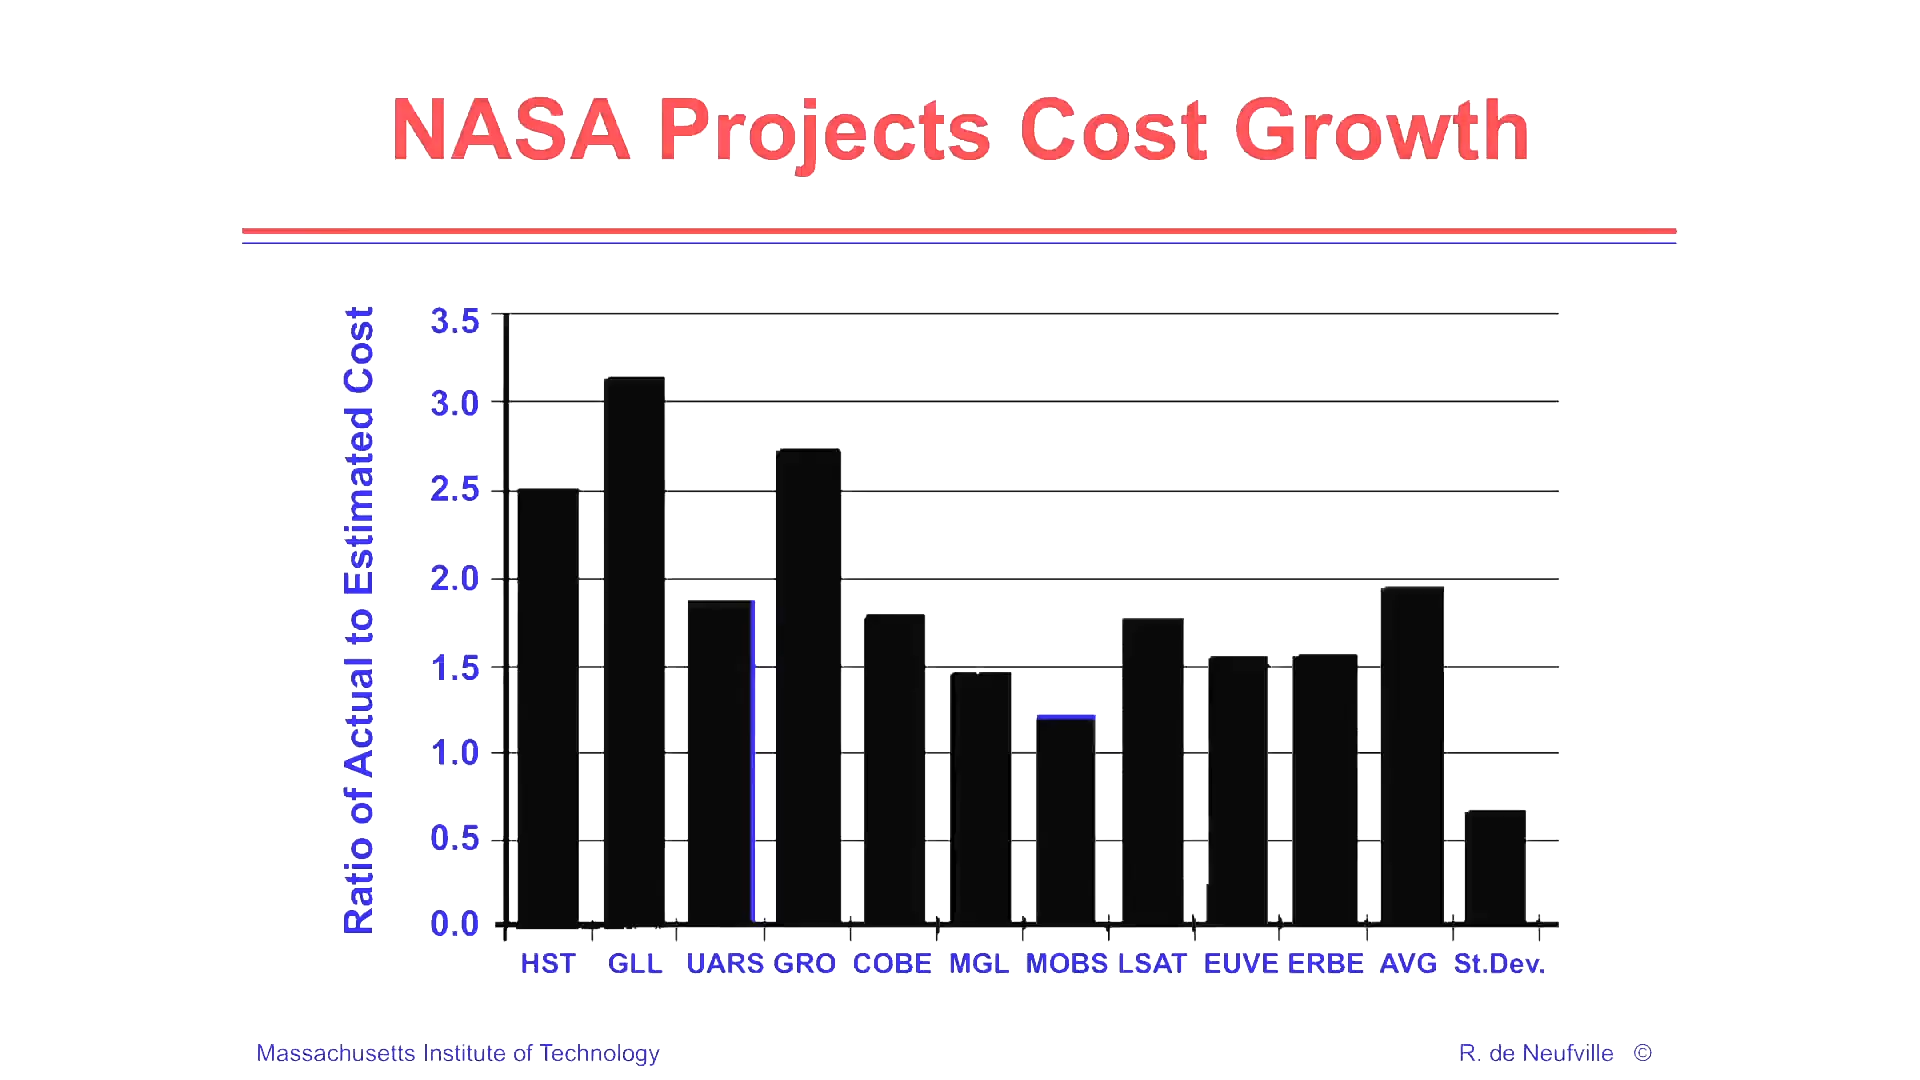 NASA Projects Cost Growth
Ratio of Actual to Estimated Cost
3.5
3.0
2.5
2.0
1.5
1.0
0.5
0.0
HST GLL UARS GRO COBE MGL MOBS LSAT EUVE ERBE AVG St.Dev.
Massachusetts Institute of Technology
R. de Neufville ©